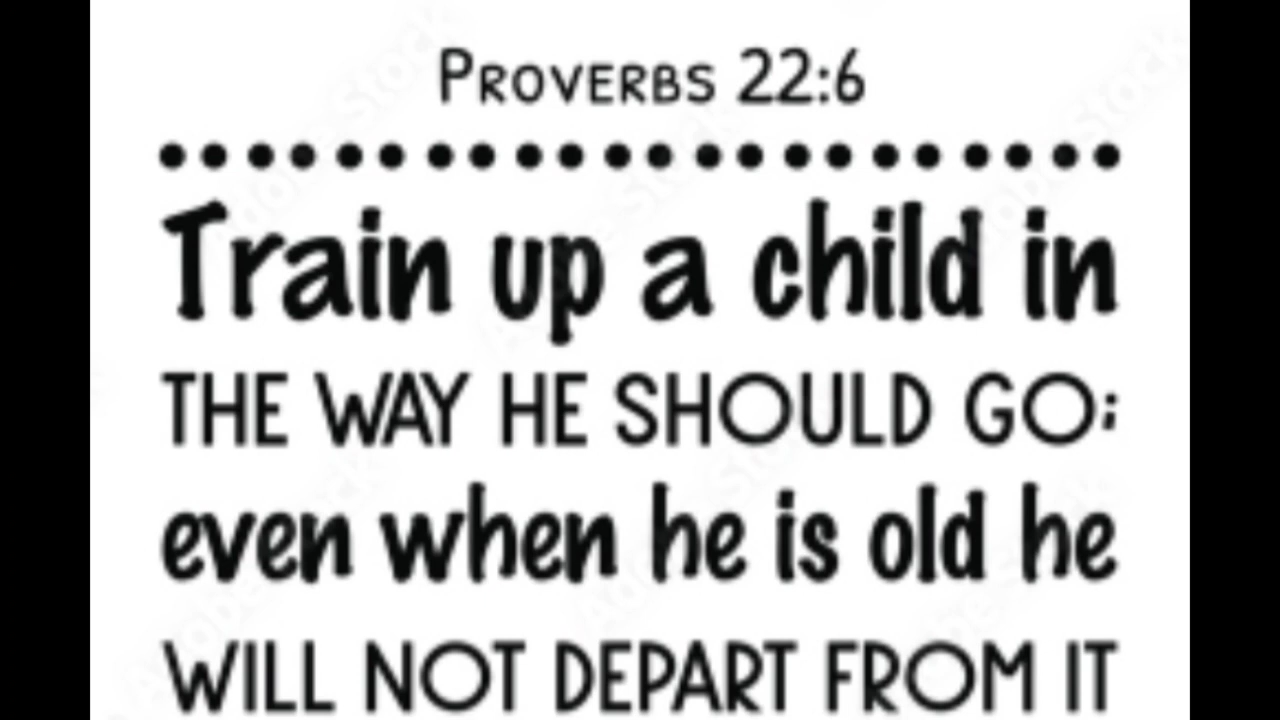 Proverbs 22:6
Train up a child in
THE WAY HE SHOULD GO;
even when he is old he
WILL NOT DEPART FROM IT